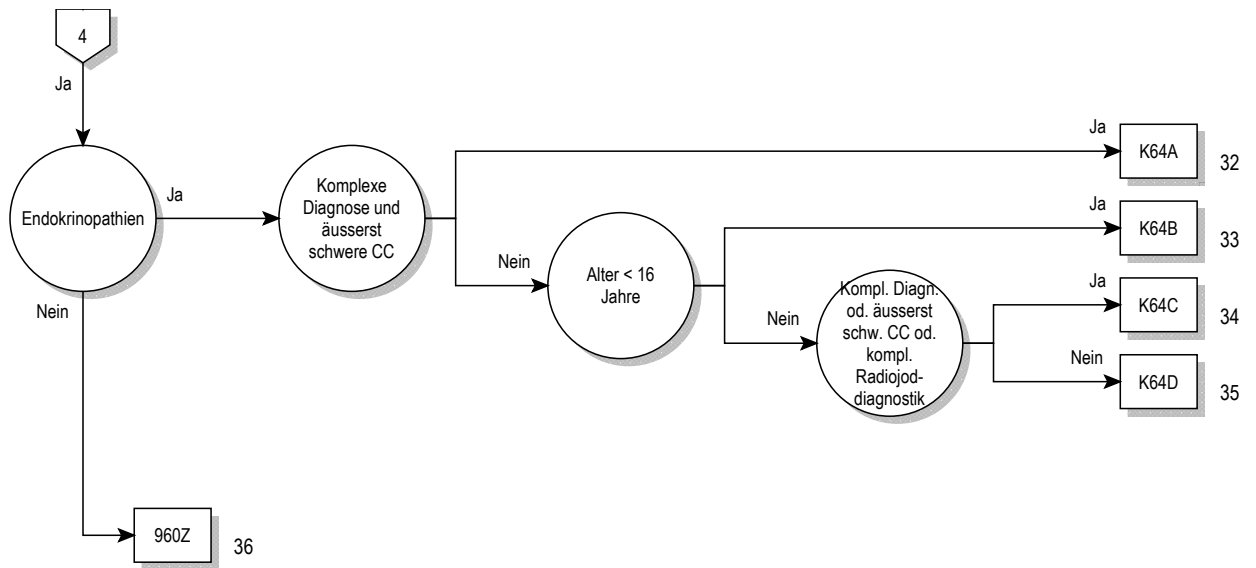 4
Ja
Endokrinopathien
Ja
Nein
Komplexe
Diagnose und
äusserst
schwere CC
Nein
Alter < 16
Jahre
Nein
Kompl. Diagn.
od. äusserst
schw. CC od.
kompl.
Radiojod-
diagnostik
Ja
K64A
32
Ja
K64B
33
Ja
K64C
34
Nein
K64D
35
960Z
36